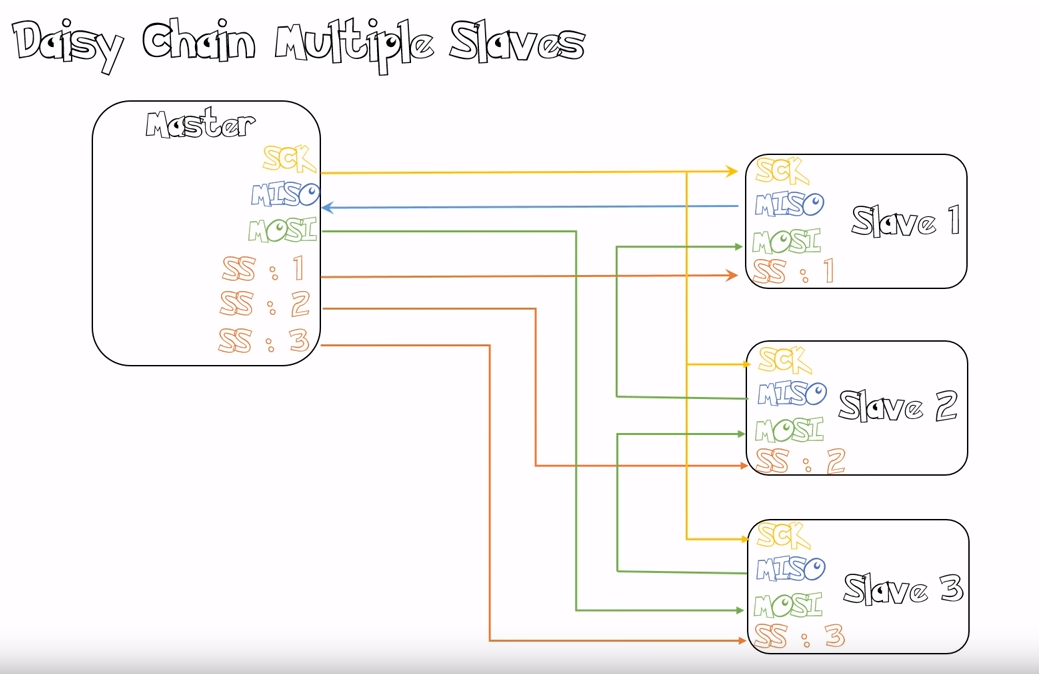 Daisy Chain Multiple Slaves
Master
SCK
MISO
MOSI
SS : 1
SS : 2
SS : 3
SCK
MISO
MOSI
SS : 1
Slave 1
SCK
MISO
MOSI
SS : 2
Slave 2
SCK
MISO
MOSI
SS : 3
Slave 3